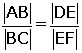 |AB| / |BC| = |DE| / |EF|